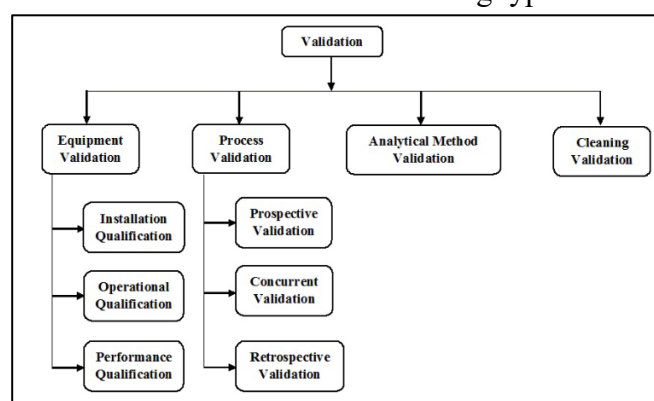 g yp
Validation
Equipment
Validation
Process
Validation
Analytical Method
Validation
Cleaning
Validation
Installation
Qualification
Operational
Qualification
Performance
Qualification
Prospective
Validation
Concurrent
Validation
Retrospective
Validation